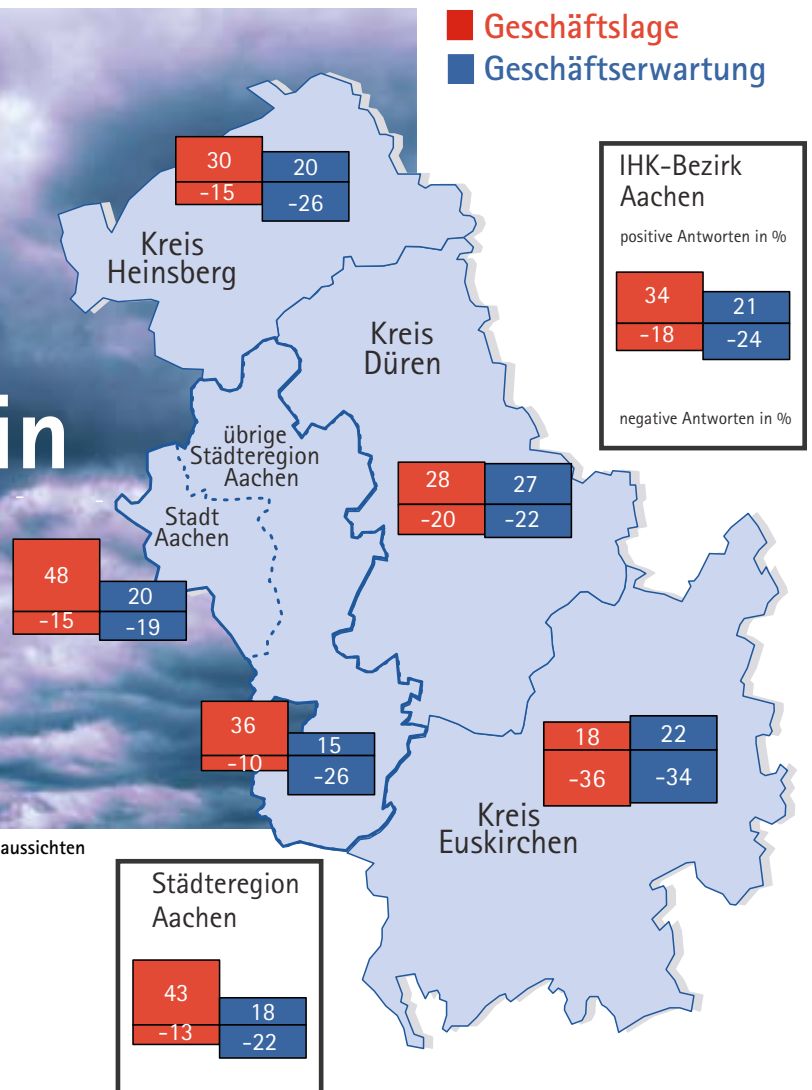 Geschäftslage
Geschäftserwartung
IHK-Bezirk
Aachen
positive Antworten in %
34
21
-18
-24
negative Antworten in %
30
20
-15
-26
Kreis
Heinsberg
Kreis
Düren
in
übrige
Städteregion
Aachen
28
27
-20
-22
Stadt
Aachen
48
20
-15
-19
36
15
-10
-26
18
22
-36
-34
Kreis
Euskirchen
aussichten
Städteregion
Aachen
43
18
-13
-22